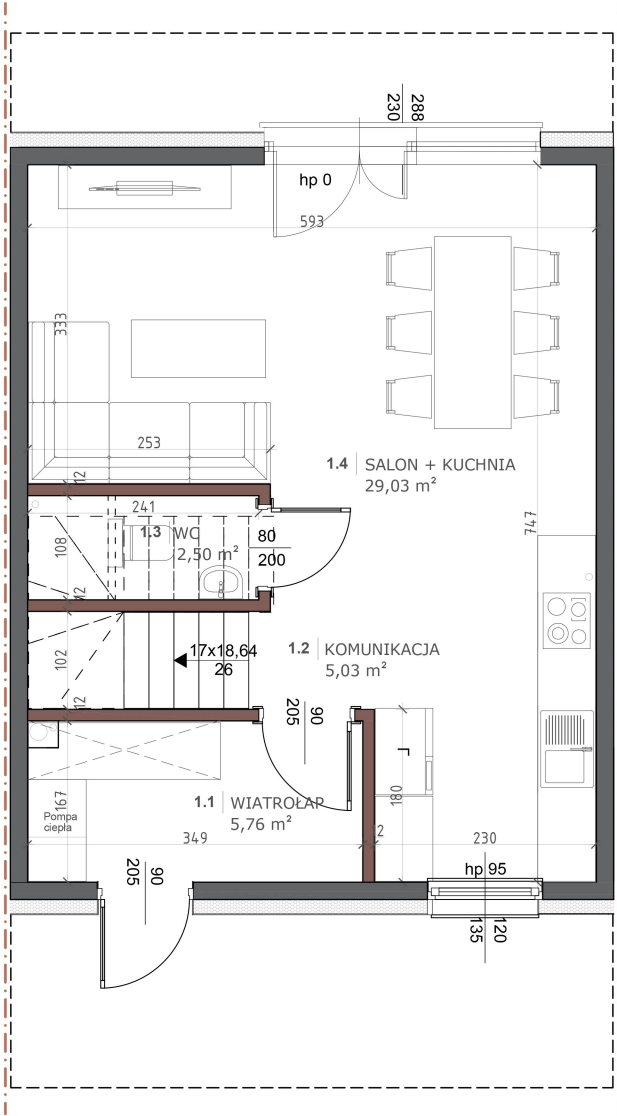 288
230
hp 0
593
333
253
12
1.4 SALON + KUCHNIA
29,03 m²
241
1.3 WC
2,50 m²
80
200
747
108
12
1.2 KOMUNIKACJA
5,03 m²
17x18,64
26
102
12
90
205
1.1 WIATROŁAP
5,76 m²
167
Pompa
ciepła
180
349
2
230
hp 95
90
205
120
135